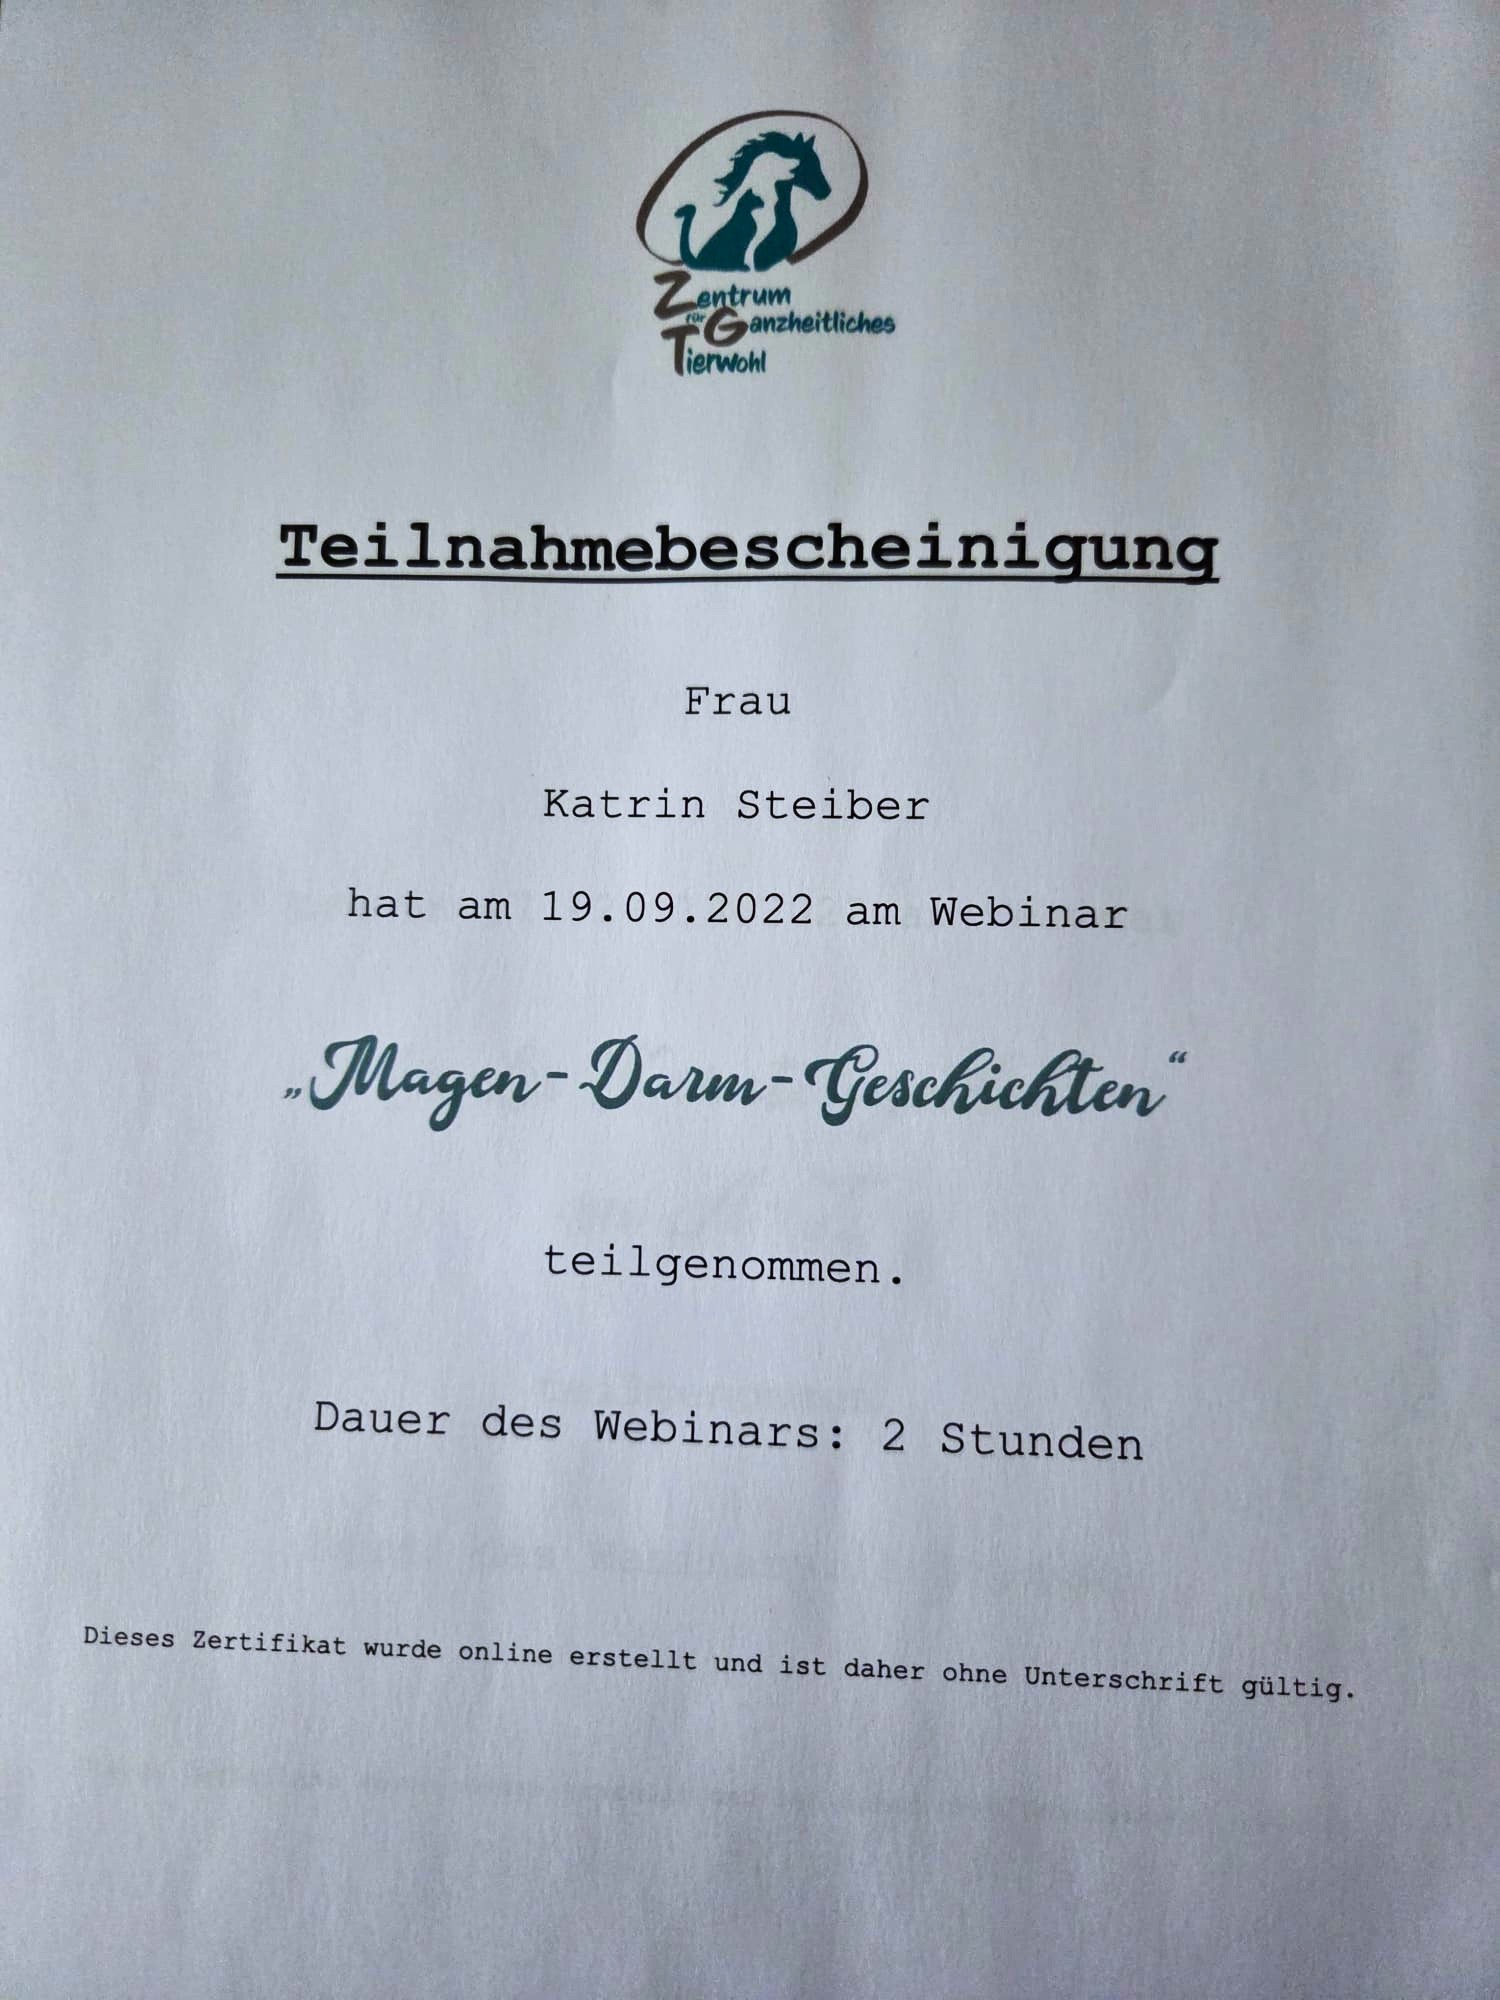 Zentrum
für Ganzheitliches
Tierwohl
Teilnahmebescheinigung
Frau
Katrin Steiber
hat am 19.09.2022 am Webinar
„Magen-Darm-Geschichten“
teilgenommen.
Dauer des Webinars: 2 Stunden
Dieses Zertifikat wurde online erstellt und ist daher ohne Unterschrift gültig.